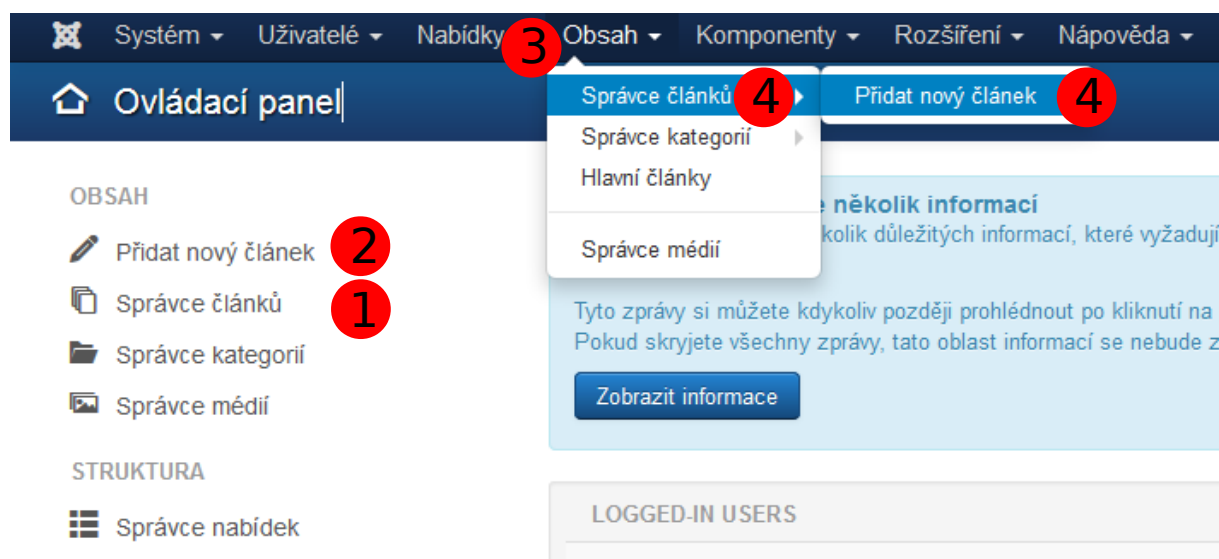 Systém Uživatelé Nabídky 3 Obsah Komponenty Rozšíření Nápověda
Ovládací panel
Správce článků 4 Přidat nový článek 4
Správce kategorií
Hlavní články
Správce médií
OBSAH
Přidat nový článek 2
Správce článků 1
Správce kategorií
Správce médií
STRUKTURA
Správce nabídek
několik informací
důležitých informací, které vyžadují
Tyto zprávy si můžete kdykoliv později prohlédnout po kliknutí na
Pokud skryjete všechny zprávy, tato oblast informací se nebude
Zobrazit informace
LOGGED-IN USERS